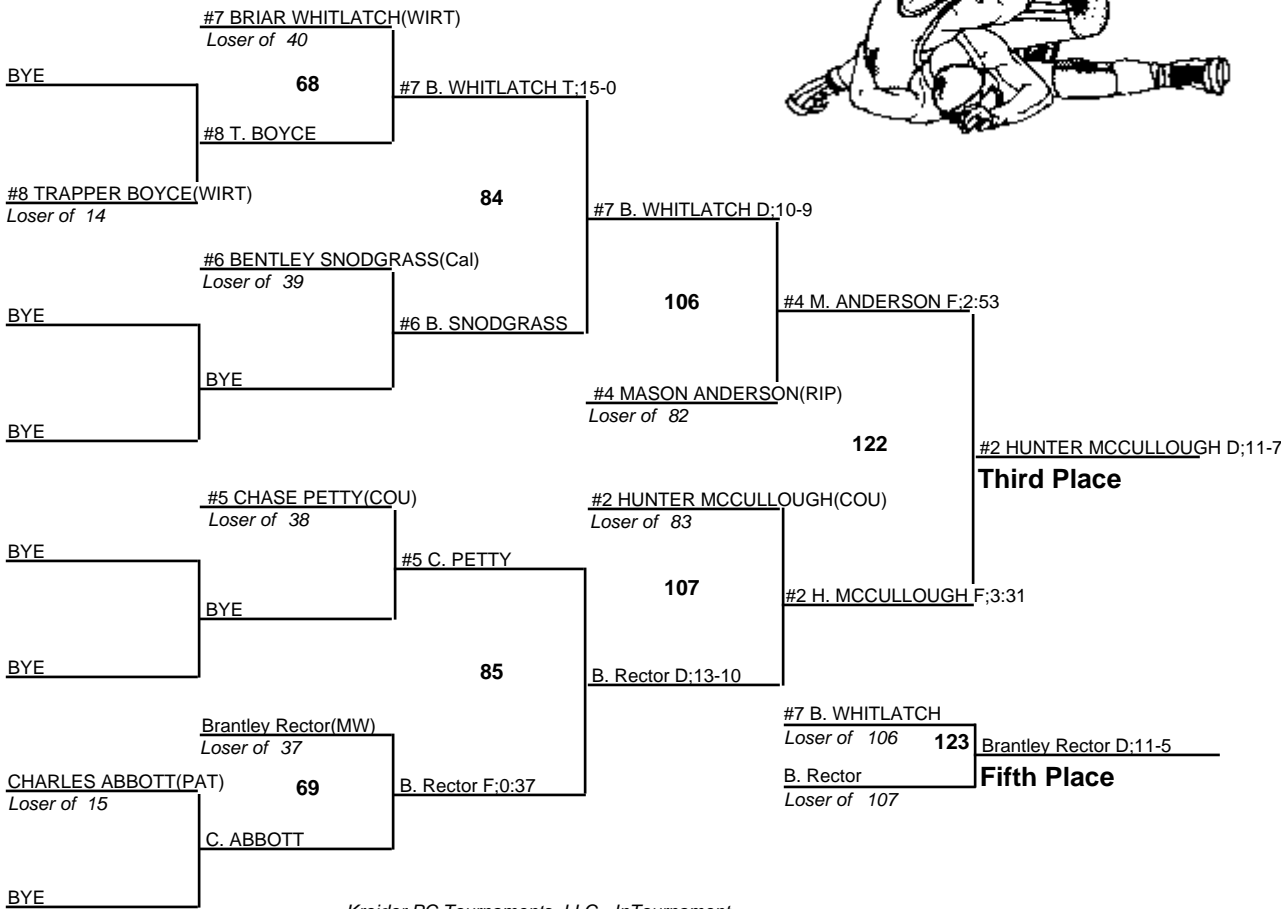 #7 BRIAR WHITLATCH(WIRT)
Loser of 40
BYE
68
#7 B. WHITLATCH T;15-0
#8 T. BOYCE
#8 TRAPPER BOYCE(WIRT)
Loser of 14
84
#7 B. WHITLATCH D;10-9
#6 BENTLEY SNODGRASS(Cal)
Loser of 39
BYE
106
#4 M. ANDERSON F;2:53
#6 B. SNODGRASS
BYE
#4 MASON ANDERSON(RIP)
Loser of 82
BYE
122
#2 HUNTER MCCULLOUGH D;11-7
Third Place
#5 CHASE PETTY(COU)
Loser of 38
#2 HUNTER MCCULLOUGH(COU)
Loser of 83
BYE
#5 C. PETTY
107
#2 H. MCCULLOUGH F;3:31
BYE
BYE
85
B. Rector D;13-10
#7 B. WHITLATCH
Loser of 106
123
Brantley Rector D;11-5
Fifth Place
B. Rector
Loser of 107
Brantley Rector(MW)
Loser of 37
CHARLES ABBOTT(PAT)
Loser of 15
69
B. Rector F;0:37
C. ABBOTT
BYE